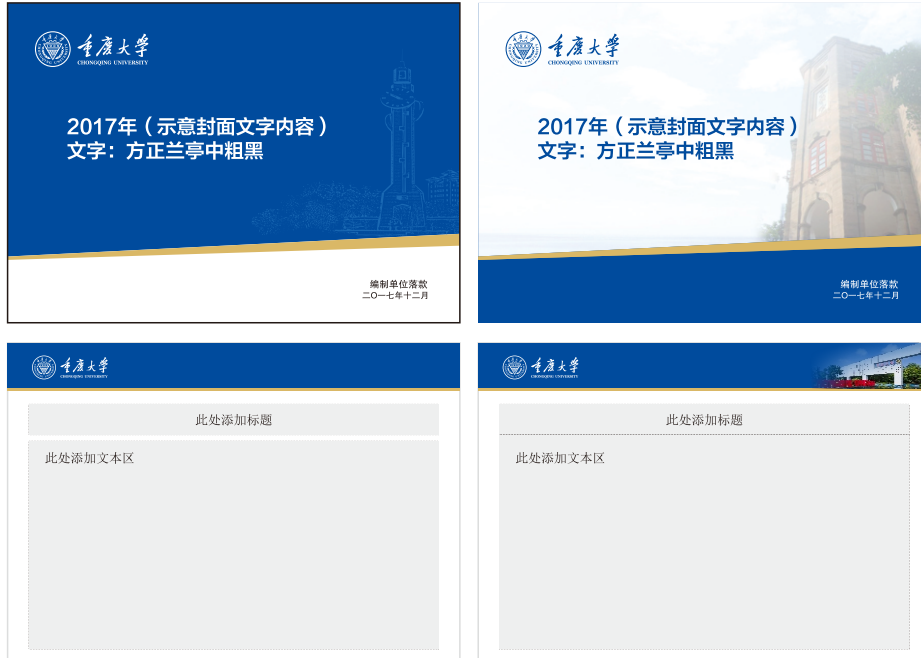 重庆大学
CHONGQING UNIVERSITY
2017年（示意封面文字内容）
文字：方正兰亭中粗黑
编制单位落款
二〇一七年十二月
重庆大学
CHONGQING UNIVERSITY
2017年（示意封面文字内容）
文字：方正兰亭中粗黑
编制单位落款
二〇一七年十二月
重庆大学
CHONGQING UNIVERSITY
此处添加标题
此处添加文本区
重庆大学
CHONGQING UNIVERSITY
此处添加标题
此处添加文本区